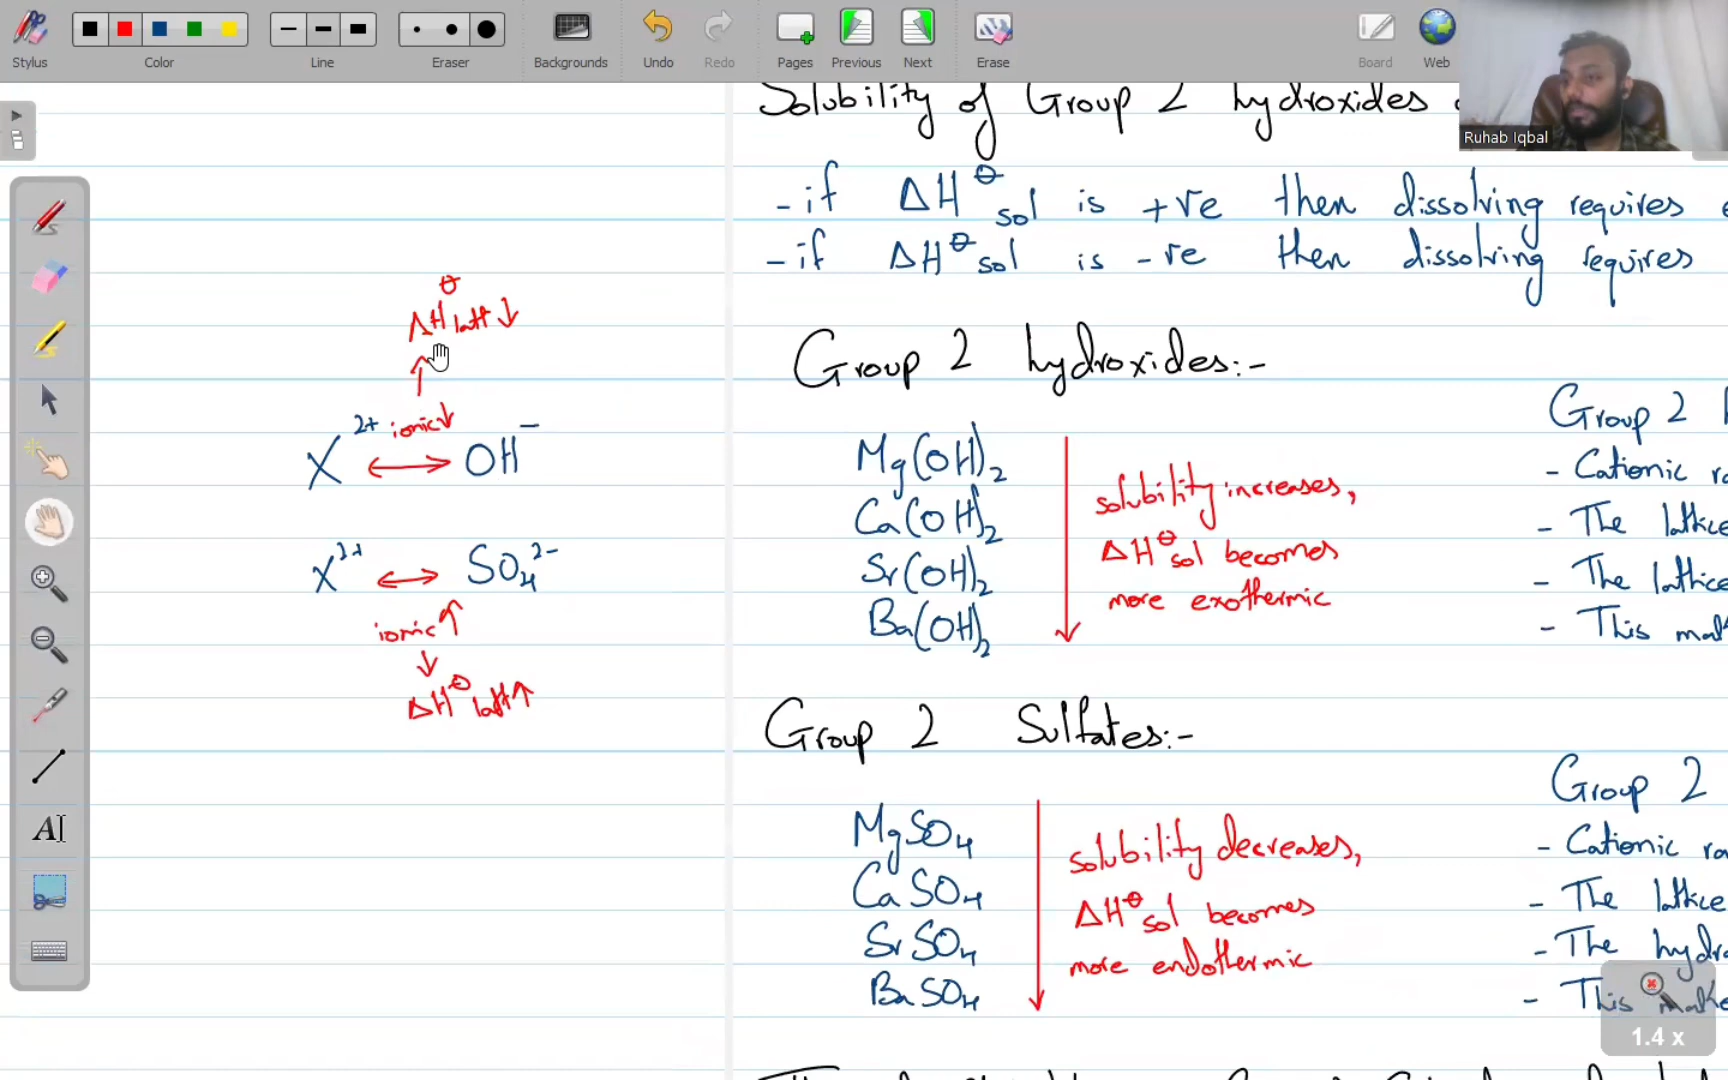 Stylus
Color
Line
Eraser
Backgrounds
Undo
Redo
Pages
Previous
Next
Erase
Board
Web
Ruhab Iqbal
ΔH⊖latt ↓
↑
X2+ ionic↓ OH−
↔
X2+ ↔ SO42−
ionic↑
↓
ΔH⊖latt↑
Solubility of Group 2 hydroxides
- if ΔH⊖sol is +ve then dissolving requires
- if ΔH⊖sol is -ve then dissolving requires
Group 2 hydroxides:-
Mg(OH)2
Ca(OH)2
Sr(OH)2
Ba(OH)2
solubility increases,
ΔH⊖sol becomes
more exothermic
Group 2
- Cationic
- The lattice
- The lattice
- This
Group 2 Sulfates:-
MgSO4
CaSO4
SrSO4
BaSO4
solubility decreases,
ΔH⊖sol becomes
more endothermic
Group 2
- Cationic
- The lattice
- The
- This
1.4 x